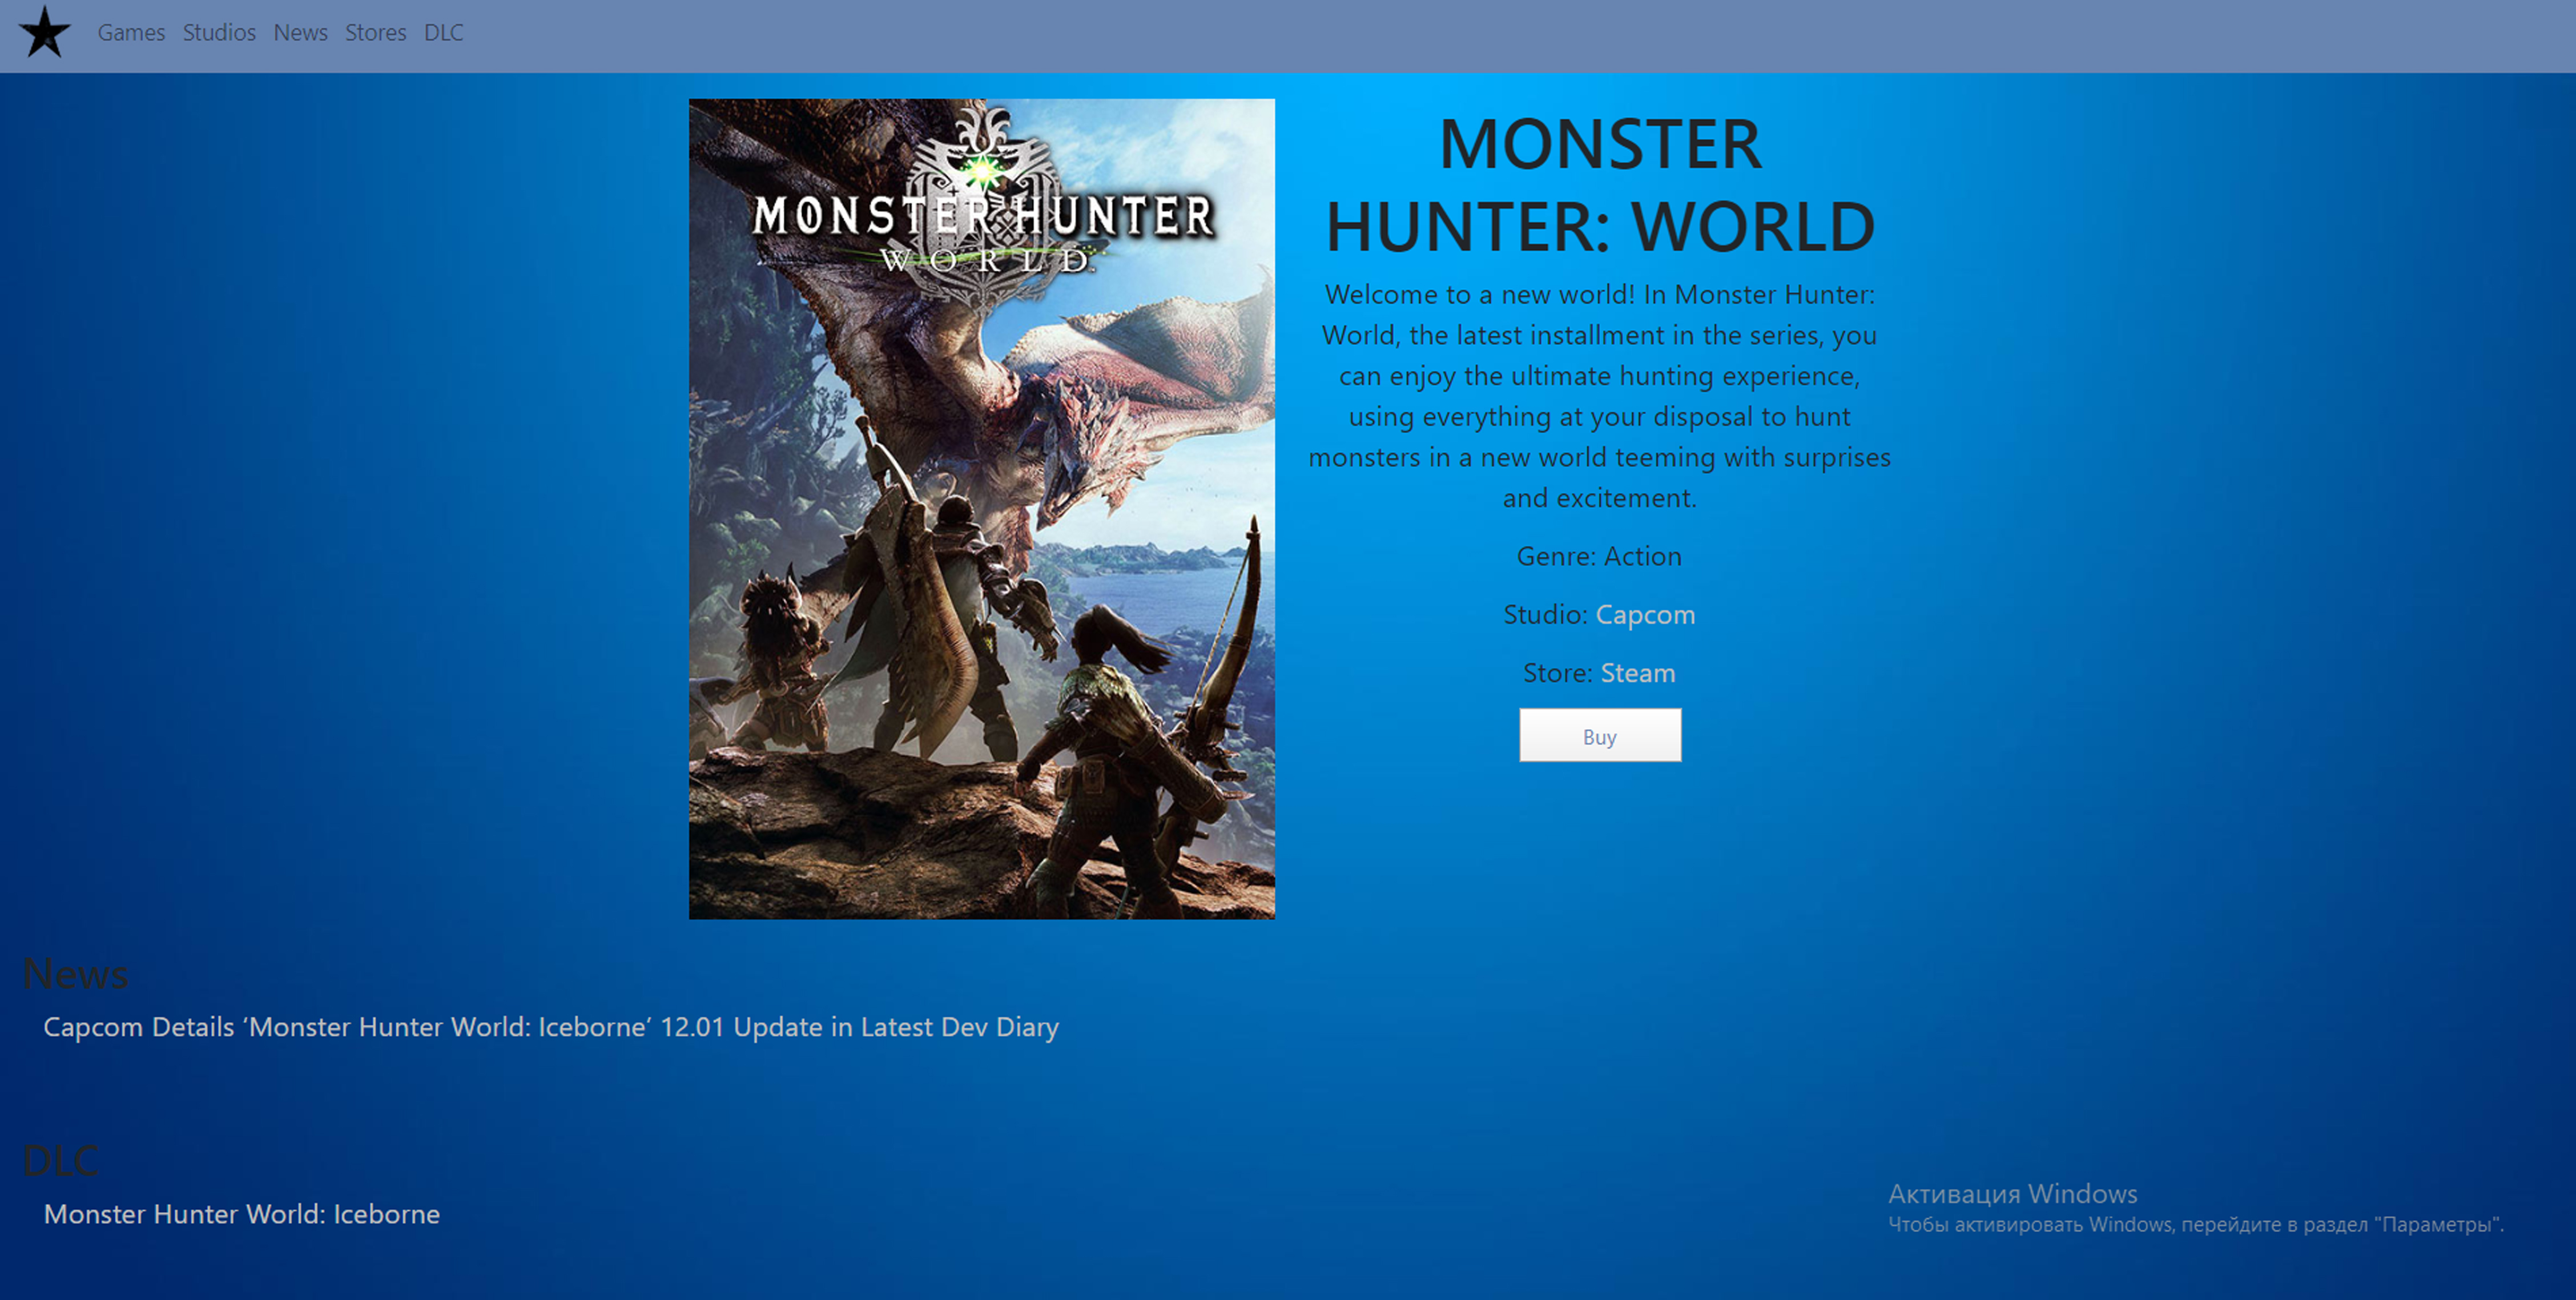 Games Studios News Stores DLC
MONSTER HUNTER
WORLD
MONSTER
HUNTER: WORLD
Welcome to a new world! In Monster Hunter:
World, the latest installment in the series, you
can enjoy the ultimate hunting experience,
using everything at your disposal to hunt
monsters in a new world teeming with surprises
and excitement.
Genre: Action
Studio: Capcom
Store: Steam
Buy
News
Capcom Details ‘Monster Hunter World: Iceborne’ 12.01 Update in Latest Dev Diary
DLC
Monster Hunter World: Iceborne
Активация Windows
Чтобы активировать Windows, перейдите в раздел "Параметры".